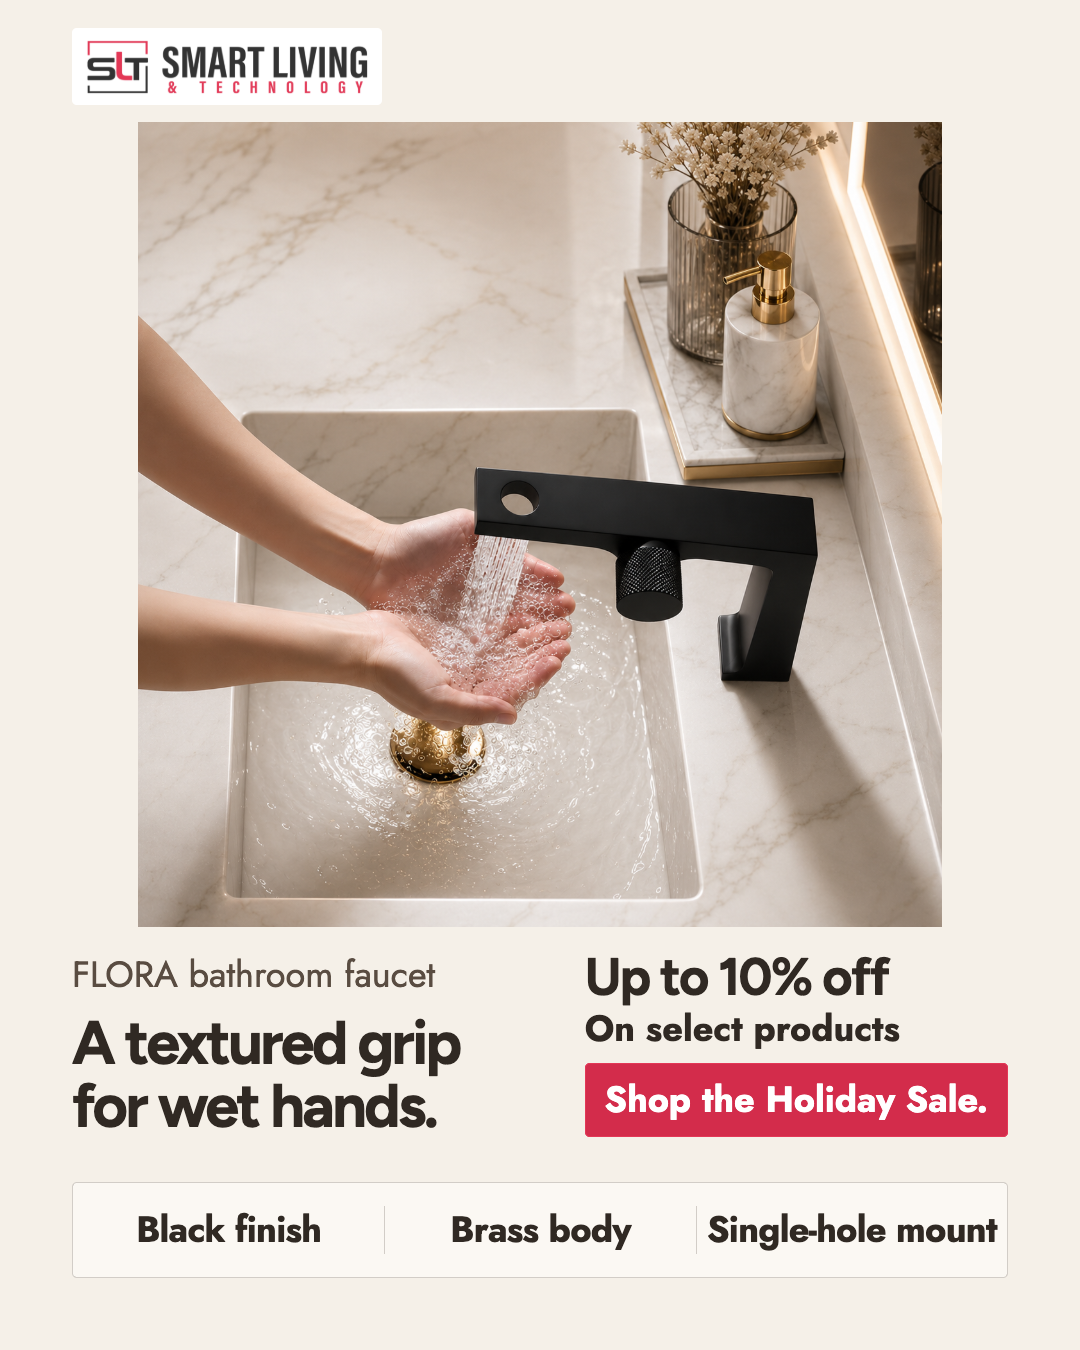 SLT SMART LIVING
& TECHNOLOGY
FLORA bathroom faucet
A textured grip
for wet hands.
Up to 10% off
On select products
Shop the Holiday Sale.
Black finish
Brass body
Single-hole mount